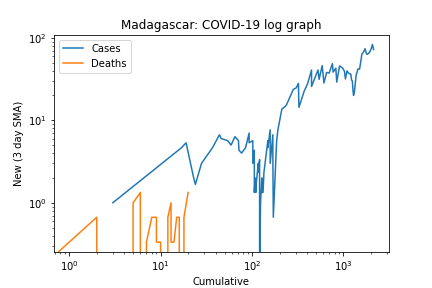 Madagascar: COVID-19 log graph
Cases
Deaths
New (3 day SMA)
10²
10¹
10⁰
10⁰ 10¹ 10² 10³
Cumulative